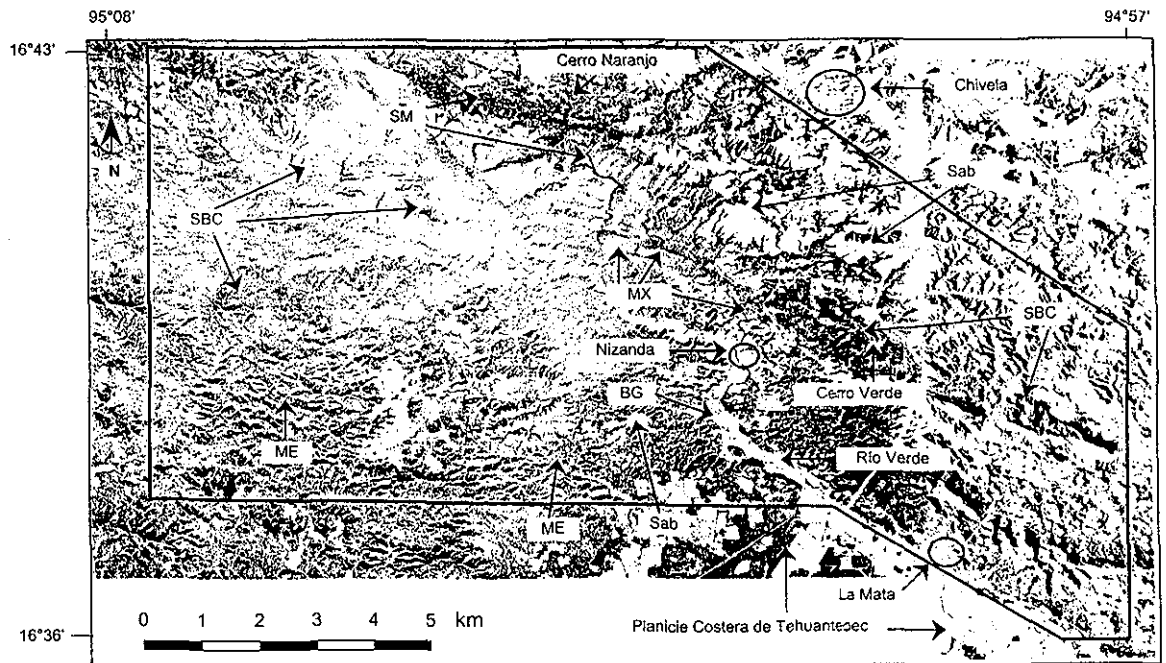 95°08'
94°57'
16°43'
Cerro Naranjo
Chivela
SM
N
Sab
SBC
MX
SBC
Nizanda
BG
Cerro Verde
ME
Río Verde
ME
Sab
La Mata
0 1 2 3 4 5 km
Planicie Costera de Tehuantepec
16°36'